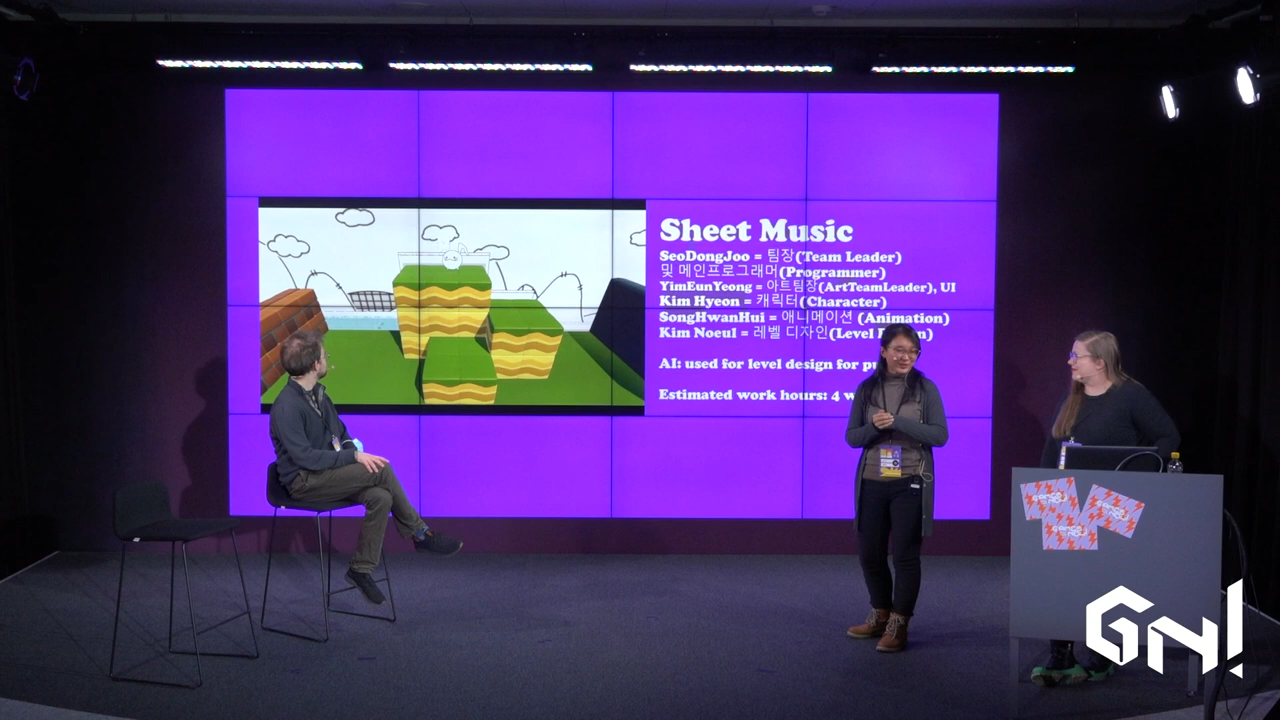 Sheet Music
SeoDongJoo = 팀장(Team Leader)
및 메인프로그래머(Programmer)
YimEunYeong = 아트팀장(ArtTeamLeader), UI
Kim Hyeon = 캐릭터(Character)
SongHwanHui = 애니메이션 (Animation)
Kim Noeul = 레벨 디자인(Level
AI: used for level design for
Estimated work hours: 4
GN!